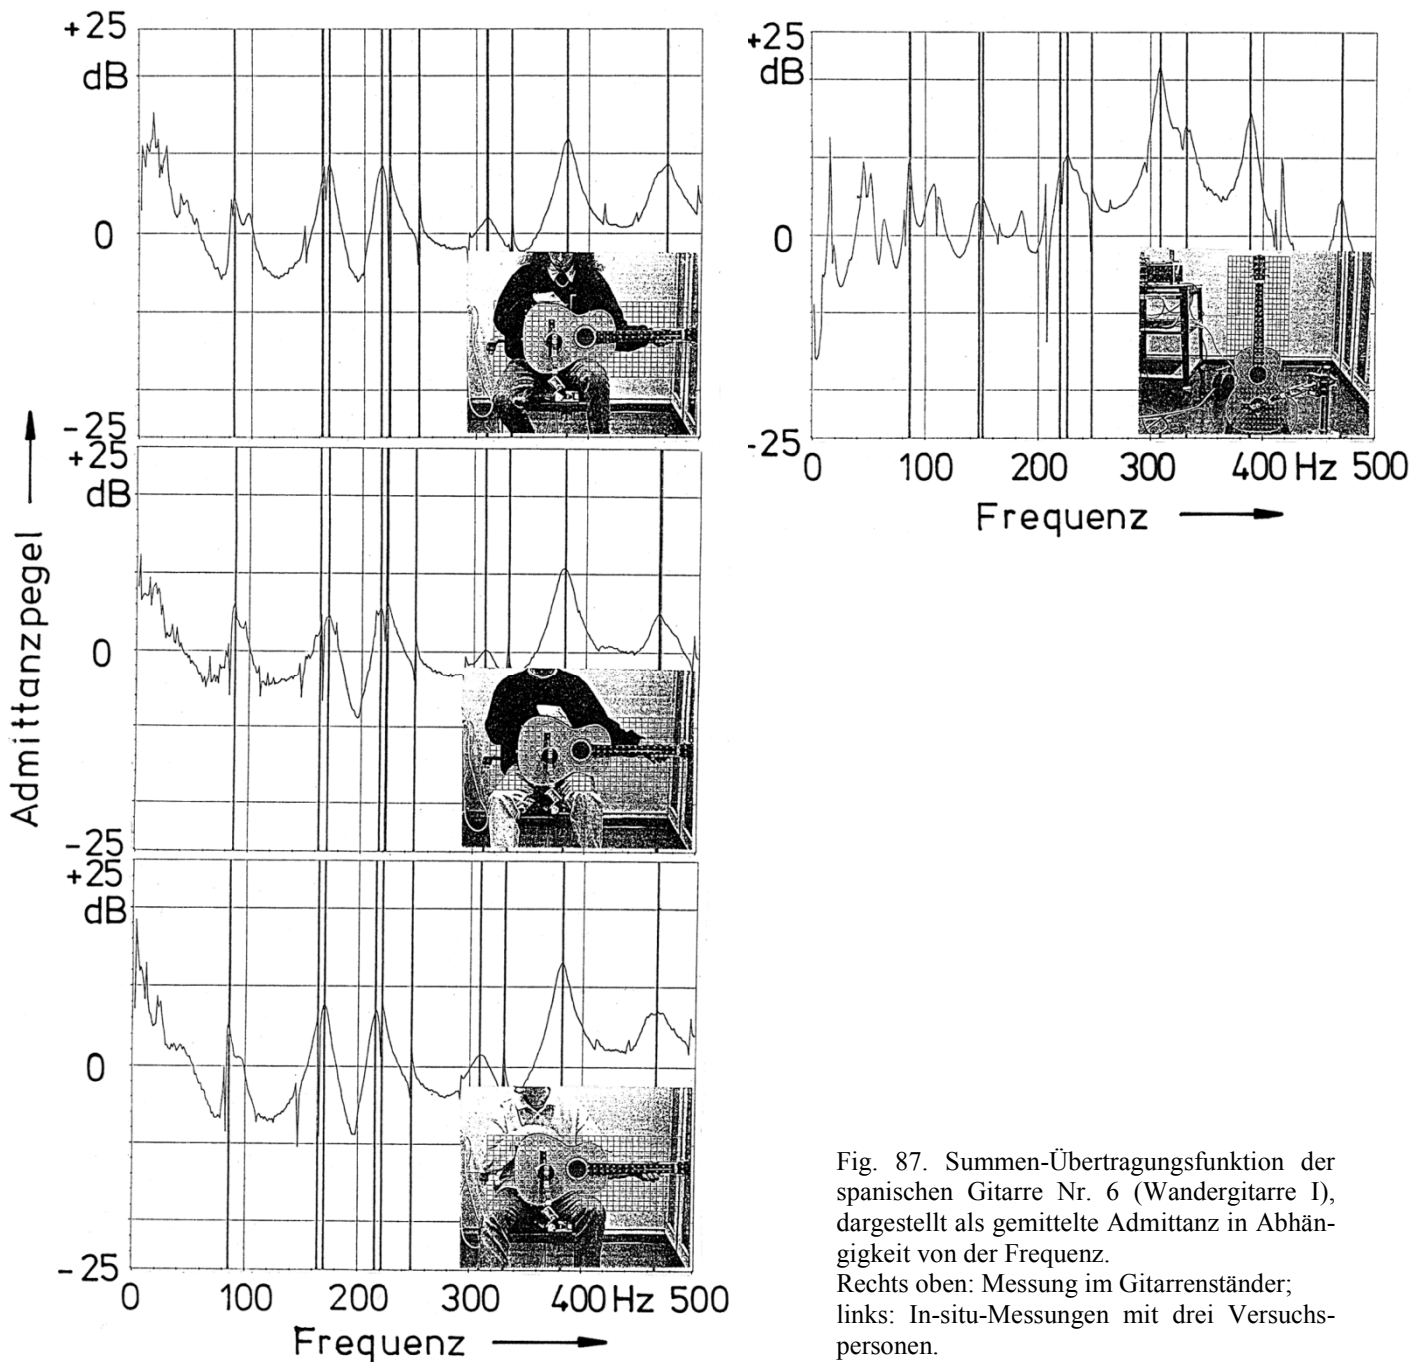 +25
dB
0
-25
+25
dB
0
-25
+25
dB
0
-25
0 100 200 300 400 Hz 500
Frequenz
Admittanzpegel
+25
dB
0
-25
0 100 200 300 400 Hz 500
Frequenz
Fig. 87. Summen-Übertragungsfunktion der
spanischen Gitarre Nr. 6 (Wandergitarre I),
dargestellt als gemittelte Admittanz in Abhän-
gigkeit von der Frequenz.
Rechts oben: Messung im Gitarrenständer;
links: In-situ-Messungen mit drei Versuchs-
personen.